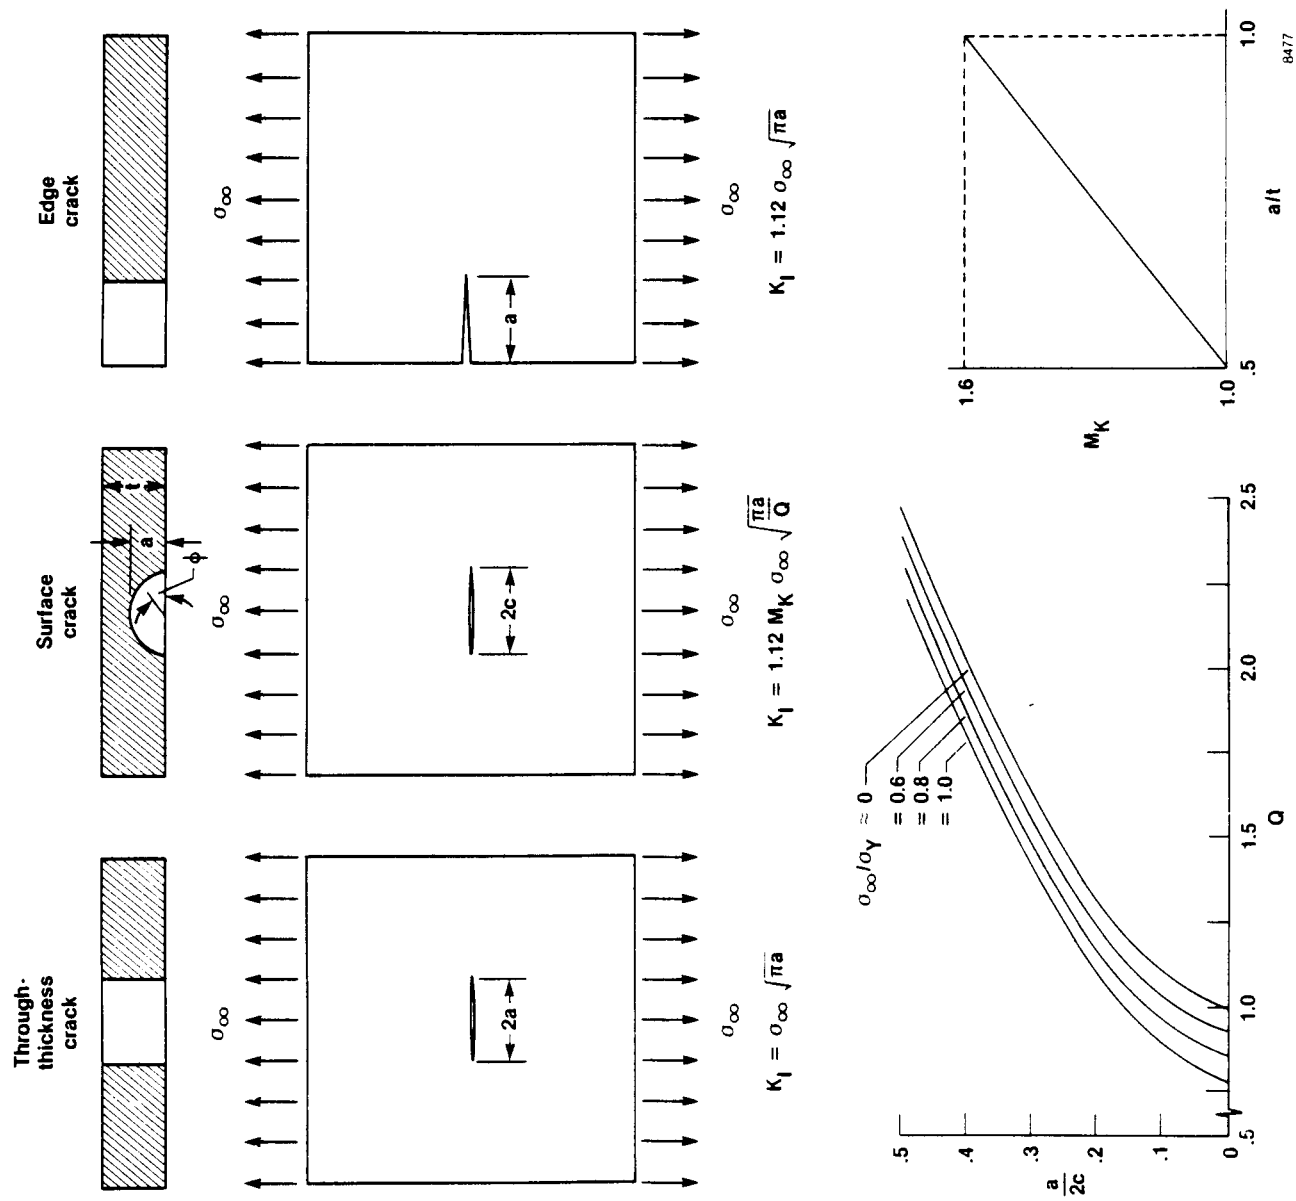 Through-
thickness
crack
σ∞
2a
σ∞
K_I = σ∞ √πa
Surface
crack
t
a
ϕ
σ∞
2c
σ∞
K_I = 1.12 M_K σ∞ √πa/Q
Edge
crack
σ∞
a
σ∞
K_I = 1.12 σ∞ √πa
σ∞/σY ≈ 0
= 0.6
= 0.8
= 1.0
a/2c
.5
.4
.3
.2
.1
0
.5
1.0
1.5
2.0
2.5
Q
M_K
1.6
1.0
.5
1.0
a/t
8477